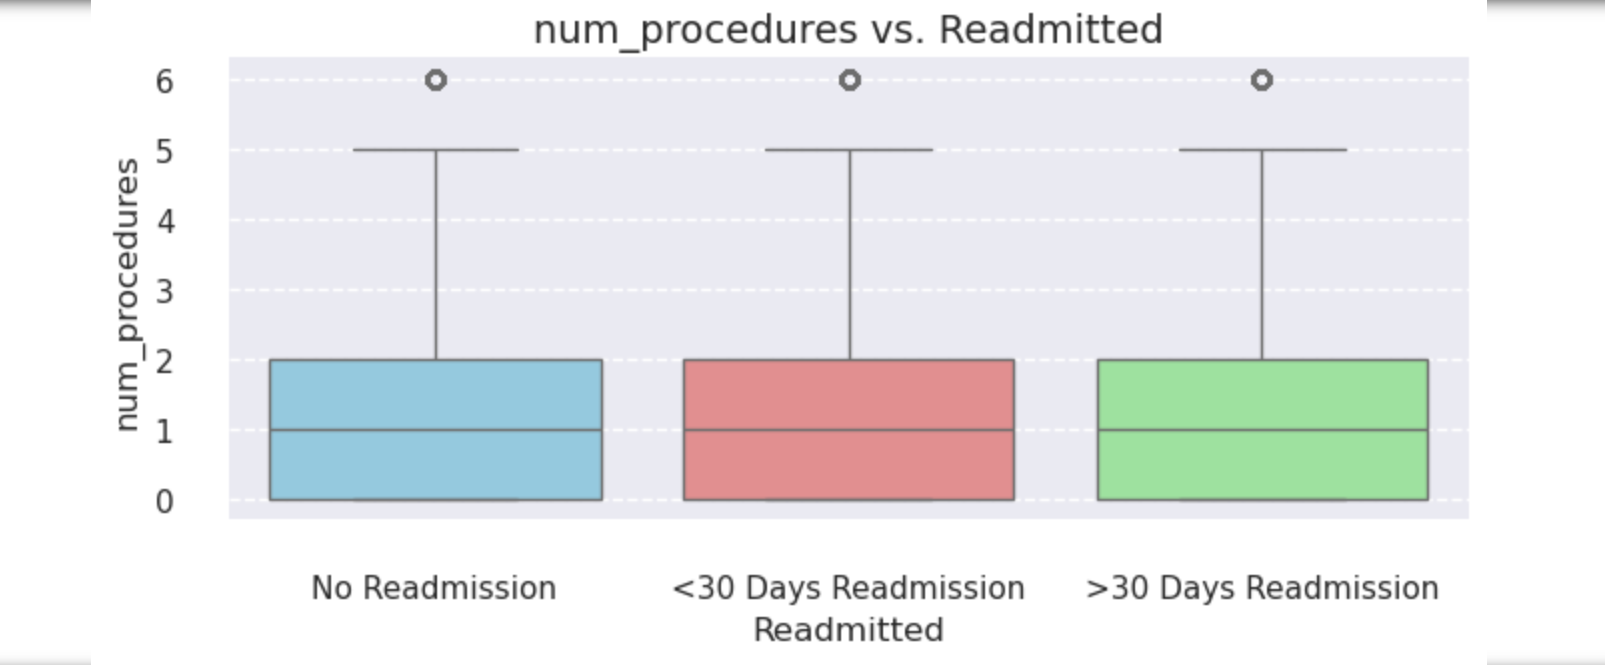 num_procedures vs. Readmitted
num_procedures
6
5
4
3
2
1
0
No Readmission <30 Days Readmission >30 Days Readmission
Readmitted